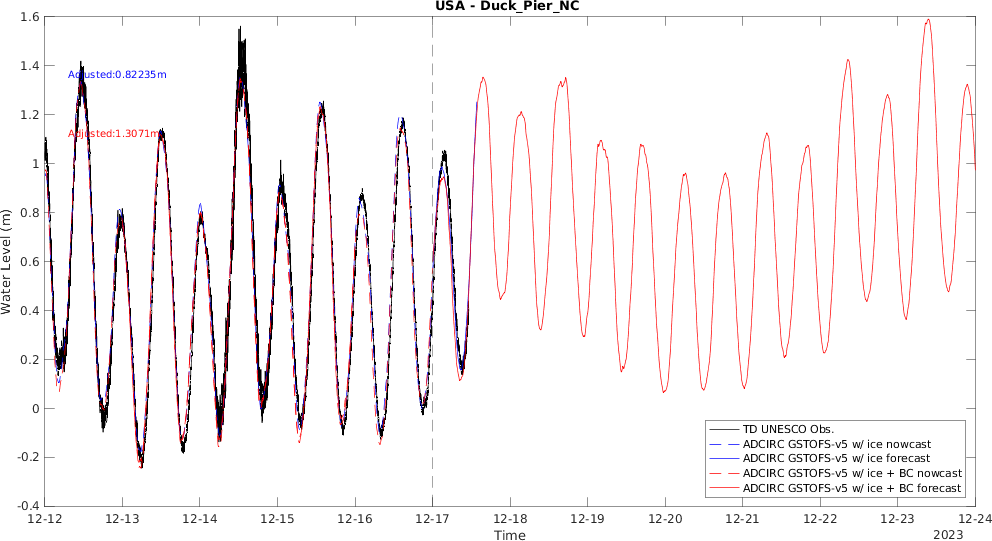 USA - Duck_Pier_NC
1.6
1.4
1.2
1
0.8
0.6
0.4
0.2
0
-0.2
-0.4
Water Level (m)
Adjusted:0.82235m
Adjusted:1.3071m
TD UNESCO Obs.
ADCIRC GSTOFS-v5 w/ ice nowcast
ADCIRC GSTOFS-v5 w/ ice forecast
ADCIRC GSTOFS-v5 w/ ice + BC nowcast
ADCIRC GSTOFS-v5 w/ ice + BC forecast
12-12 12-13 12-14 12-15 12-16 12-17 12-18 12-19 12-20 12-21 12-22 12-23 12-24
Time
2023